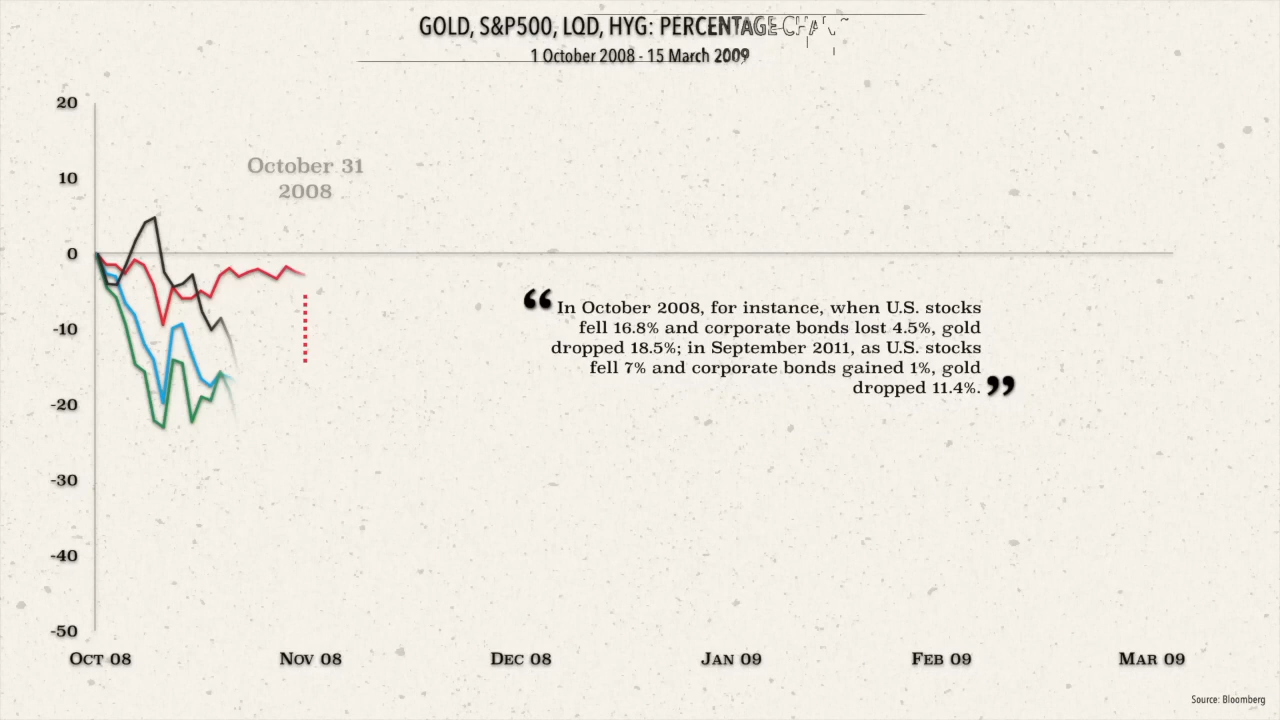 GOLD, S&P500, LQD, HYG: PERCENTAGE CHAN
1 October 2008 - 15 March 2009
20
October 31
2008
10
0
“In October 2008, for instance, when U.S. stocks
fell 16.8% and corporate bonds lost 4.5%, gold
dropped 18.5%; in September 2011, as U.S. stocks
fell 7% and corporate bonds gained 1%, gold
dropped 11.4%.”
-10
-20
-30
-40
-50
Oct 08 Nov 08 Dec 08 Jan 09 Feb 09 Mar 09
Source: Bloomberg